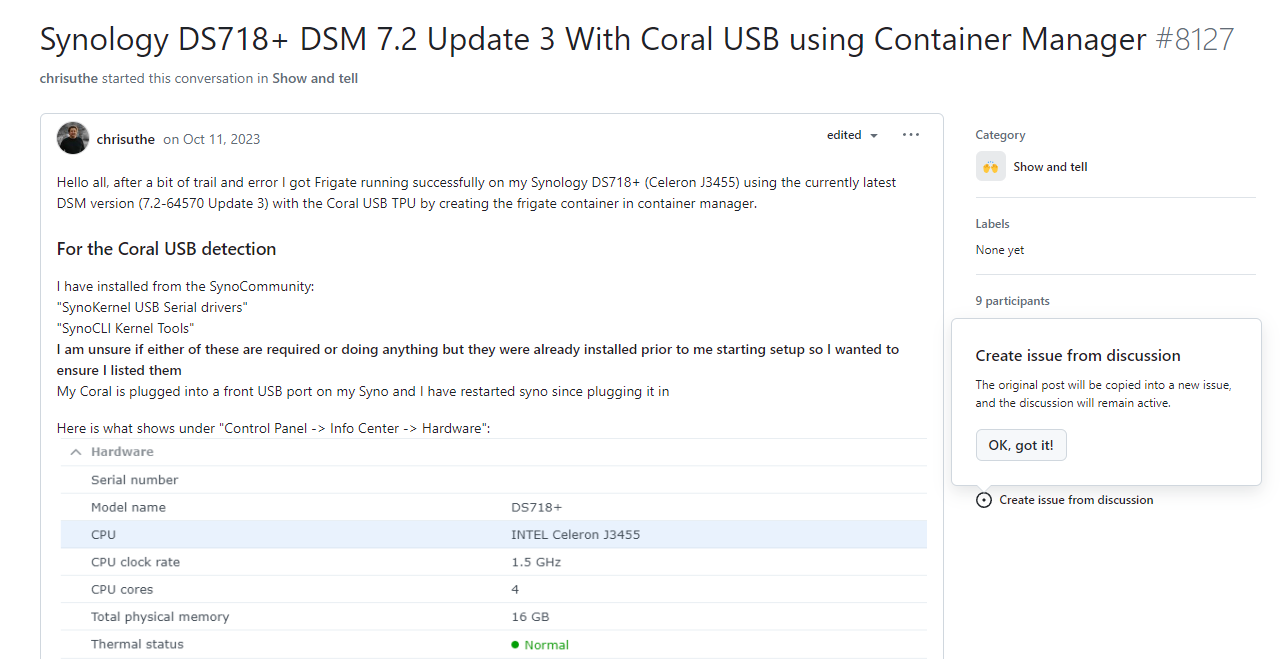 Synology DS718+ DSM 7.2 Update 3 With Coral USB using Container Manager #8127
chrisuthe started this conversation in Show and tell
chrisuthe on Oct 11, 2023
edited
Hello all, after a bit of trail and error I got Frigate running successfully on my Synology DS718+ (Celeron J3455) using the currently latest
DSM version (7.2-64570 Update 3) with the Coral USB TPU by creating the frigate container in container manager.
For the Coral USB detection
I have installed from the SynoCommunity:
"SynoKernel USB Serial drivers"
"SynoCLI Kernel Tools"
I am unsure if either of these are required or doing anything but they were already installed prior to me starting setup so I wanted to
ensure I listed them
My Coral is plugged into a front USB port on my Syno and I have restarted syno since plugging it in
Here is what shows under "Control Panel -> Info Center -> Hardware":
Hardware
Serial number
Model name DS718+
CPU INTEL Celeron J3455
CPU clock rate 1.5 GHz
CPU cores 4
Total physical memory 16 GB
Thermal status Normal
Category
Show and tell
Labels
None yet
9 participants
Create issue from discussion
The original post will be copied into a new issue,
and the discussion will remain active.
OK, got it!
Create issue from discussion